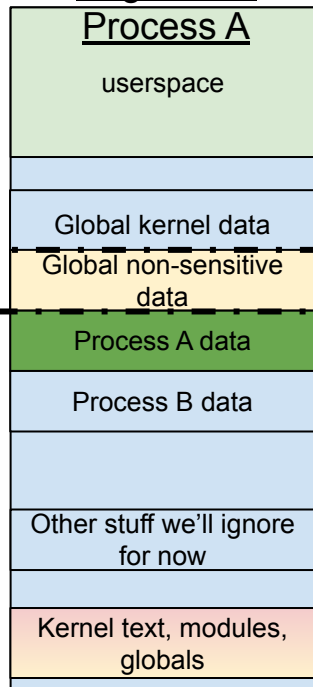 Process A
userspace
Global kernel data
Global non-sensitive
data
Process A data
Process B data
Other stuff we'll ignore
for now
Kernel text, modules,
globals